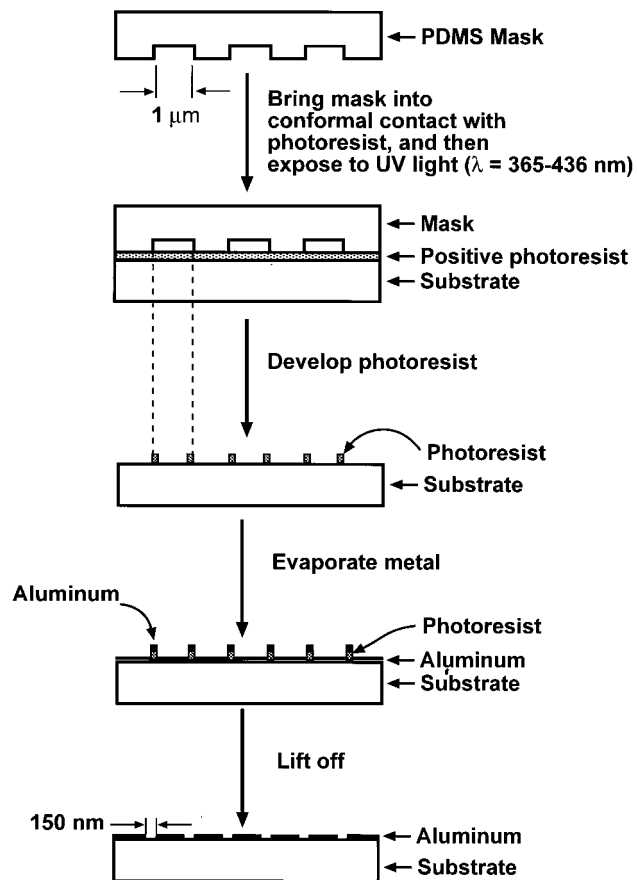 PDMS Mask
1 μm
Bring mask into
conformal contact with
photoresist, and then
expose to UV light (λ = 365-436 nm)
Mask
Positive photoresist
Substrate
Develop photoresist
Photoresist
Substrate
Evaporate metal
Aluminum
Photoresist
Aluminum
Substrate
Lift off
150 nm
Aluminum
Substrate